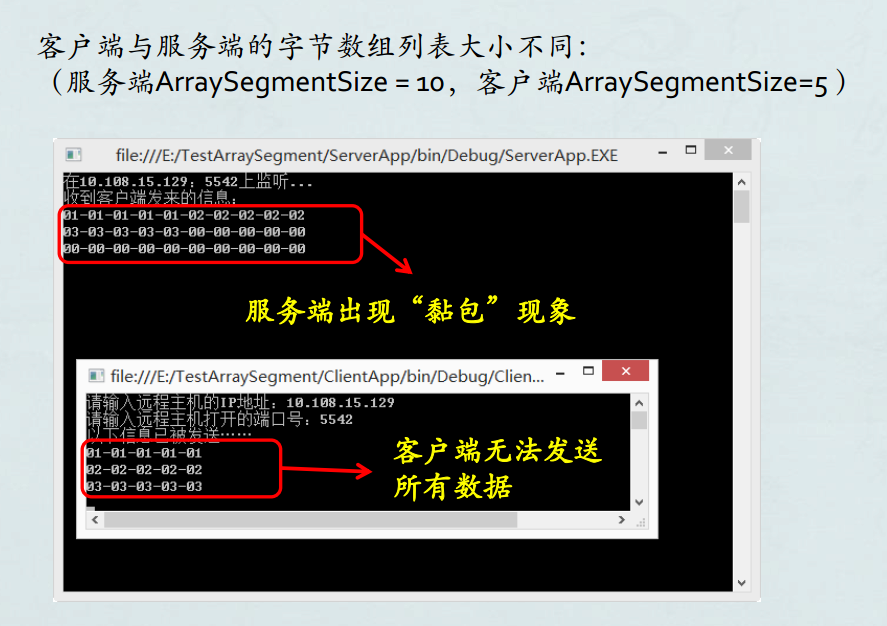 客户端与服务端的字节数组列表大小不同：
（服务端ArraySegmentSize = 10，客户端ArraySegmentSize=5 ）
file:///E:/TestArraySegment/ServerApp/bin/Debug/ServerApp.EXE
在10.108.15.129：5542上监听...
收到客户端发来的信息：
01-01-01-01-01-02-02-02-02-02
03-03-03-03-03-00-00-00-00-00
00-00-00-00-00-00-00-00-00-00
服务端出现“黏包”现象
file:///E:/TestArraySegment/ClientApp/bin/Debug/Clien...
请输入远程主机的IP地址：10.108.15.129
请输入远程主机打开的端口号：5542
以下信息已被发送……
01-01-01-01-01
02-02-02-02-02
03-03-03-03-03
客户端无法发送
所有数据